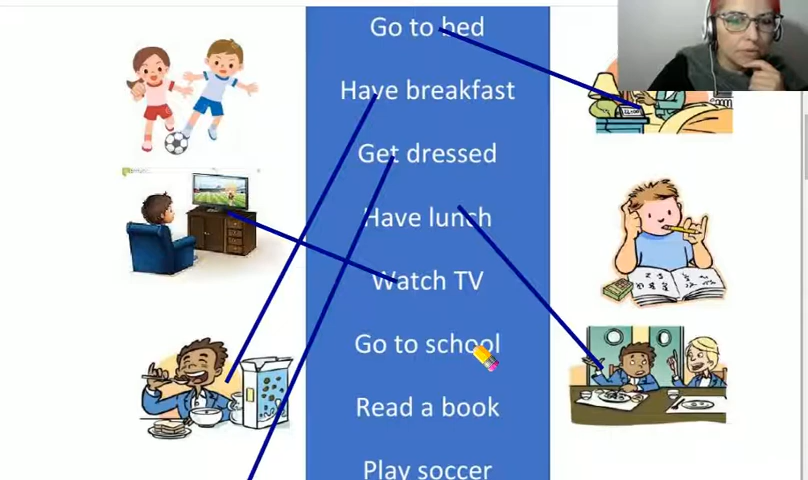 Go to bed
Have breakfast
Get dressed
Have lunch
Watch TV
Go to school
Read a book
Play soccer